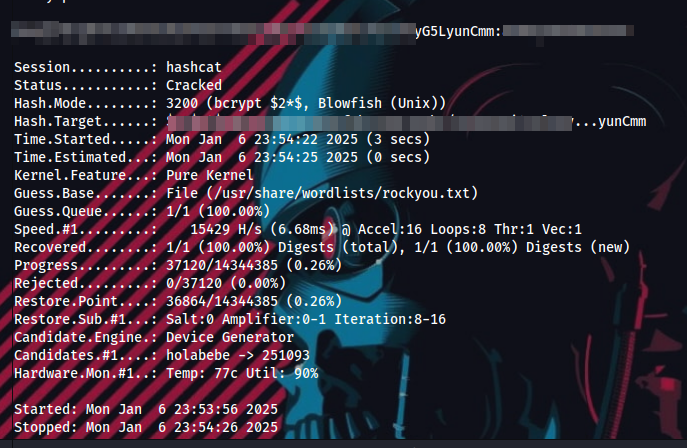 yG5LyunCmm:
Session..........: hashcat
Status...........: Cracked
Hash.Mode........: 3200 (bcrypt $2*$, Blowfish (Unix))
Hash.Target......: ...yunCmm
Time.Started.....: Mon Jan  6 23:54:22 2025 (3 secs)
Time.Estimated...: Mon Jan  6 23:54:25 2025 (0 secs)
Kernel.Feature...: Pure Kernel
Guess.Base.......: File (/usr/share/wordlists/rockyou.txt)
Guess.Queue......: 1/1 (100.00%)
Speed.#1.........:    15429 H/s (6.68ms) @ Accel:16 Loops:8 Thr:1 Vec:1
Recovered........: 1/1 (100.00%) Digests (total), 1/1 (100.00%) Digests (new)
Progress.........: 37120/14344385 (0.26%)
Rejected.........: 0/37120 (0.00%)
Restore.Point....: 36864/14344385 (0.26%)
Restore.Sub.#1...: Salt:0 Amplifier:0-1 Iteration:8-16
Candidate.Engine.: Device Generator
Candidates.#1....: holabebe -> 251093
Hardware.Mon.#1..: Temp: 77c Util: 90%
Started: Mon Jan  6 23:53:56 2025
Stopped: Mon Jan  6 23:54:26 2025